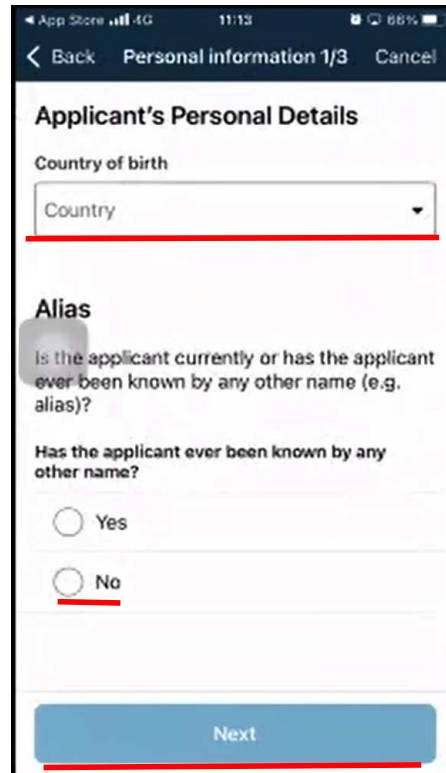 App Store 4G 11:13 66%
Back Personal information 1/3 Cancel
Applicant's Personal Details
Country of birth
Country
Alias
Is the applicant currently or has the applicant
ever been known by any other name (e.g.
alias)?
Has the applicant ever been known by any
other name?
Yes
No
Next